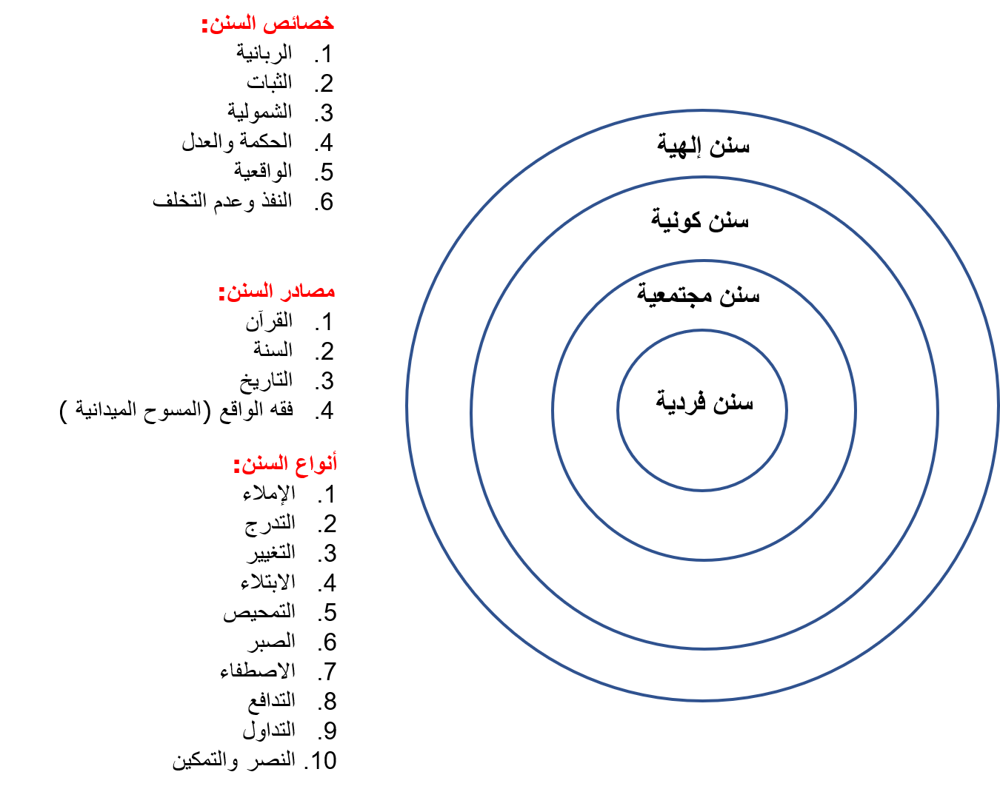 خصائص السنن:
1. الربانية
2. الثبات
3. الشمولية
4. الحكمة والعدل
5. الواقعية
6. النفذ وعدم التخلف
مصادر السنن:
1. القرآن
2. السنة
3. التاريخ
4. فقه الواقع (المسوح الميدانية )
أنواع السنن:
1. الإملاء
2. التدرج
3. التغيير
4. الابتلاء
5. التمحيص
6. الصبر
7. الاصطفاء
8. التدافع
9. التداول
10. النصر والتمكين
سنن إلهية
سنن كونية
سنن مجتمعية
سنن فردية